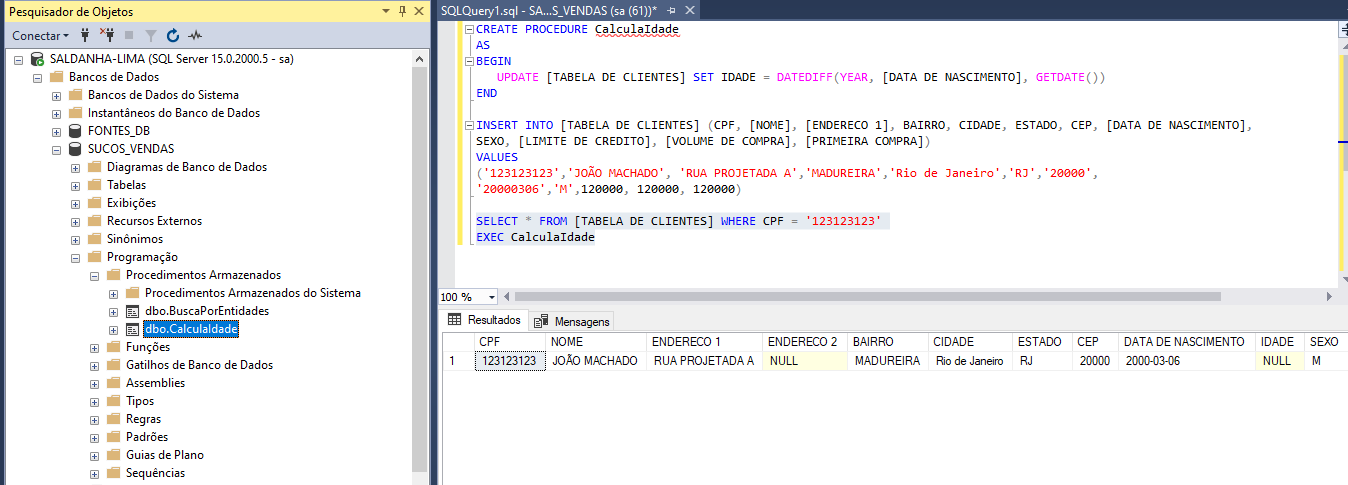 Pesquisador de Objetos
Conectar
SALDANHA-LIMA (SQL Server 15.0.2000.5 - sa)
Bancos de Dados
Bancos de Dados do Sistema
Instantâneos do Banco de Dados
FONTES_DB
SUCOS_VENDAS
Diagramas de Banco de Dados
Tabelas
Exibições
Recursos Externos
Sinônimos
Programação
Procedimentos Armazenados
Procedimentos Armazenados do Sistema
dbo.BuscaPorEntidades
dbo.CalculaIdade
Funções
Gatilhos de Banco de Dados
Assemblies
Tipos
Regras
Padrões
Guias de Plano
Sequências
SQLQuery1.sql - SA...S_VENDAS (sa (61))*
CREATE PROCEDURE CalculaIdade
AS
BEGIN
UPDATE [TABELA DE CLIENTES] SET IDADE = DATEDIFF(YEAR, [DATA DE NASCIMENTO], GETDATE())
END
INSERT INTO [TABELA DE CLIENTES] (CPF, [NOME], [ENDERECO 1], BAIRRO, CIDADE, ESTADO, CEP, [DATA DE NASCIMENTO],
SEXO, [LIMITE DE CREDITO], [VOLUME DE COMPRA], [PRIMEIRA COMPRA])
VALUES
('123123123','JOÃO MACHADO', 'RUA PROJETADA A','MADUREIRA','Rio de Janeiro','RJ','20000',
'20000306','M',120000, 120000, 120000)
SELECT * FROM [TABELA DE CLIENTES] WHERE CPF = '123123123'
EXEC CalculaIdade
100 %
Resultados Mensagens
CPF NOME ENDERECO 1 ENDERECO 2 BAIRRO CIDADE ESTADO CEP DATA DE NASCIMENTO IDADE SEXO
1 123123123 JOÃO MACHADO RUA PROJETADA A NULL MADUREIRA Rio de Janeiro RJ 20000 2000-03-06 NULL M